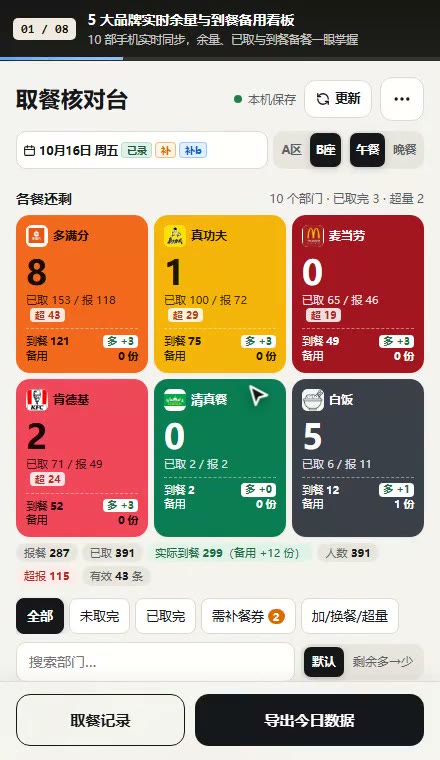 01 / 08
5 大品牌实时余量与到餐备用看板
10 部手机实时同步，余量、已取与到餐备餐一眼掌握
取餐核对台
本机保存
更新
10月16日 周五 已录 补 补b
A区 B座 午餐 晚餐
各餐还剩
10 个部门 · 已取完 3 · 超量 2
多满分
8
已取 153 / 报 118
超 43
到餐 121 多 +3
备用 0 份
真功夫
1
已取 100 / 报 72
超 29
到餐 75 多 +3
备用 0 份
麦当劳
0
已取 65 / 报 46
超 19
到餐 49 多 +3
备用 0 份
KFC
肯德基
2
已取 71 / 报 49
超 24
到餐 52 多 +3
备用 0 份
清真餐
0
已取 2 / 报 2
到餐 2 多 +0
备用 0 份
白饭
5
已取 6 / 报 11
到餐 12 多 +1
备用 1 份
报餐 287 已取 391 实际到餐 299 (备用 +12 份) 人数 391
超报 115 有效 43 条
全部 未取完 已取完 需补餐券 2 加/换餐/超量
搜索部门...
默认 剩余多→少
取餐记录
导出今日数据